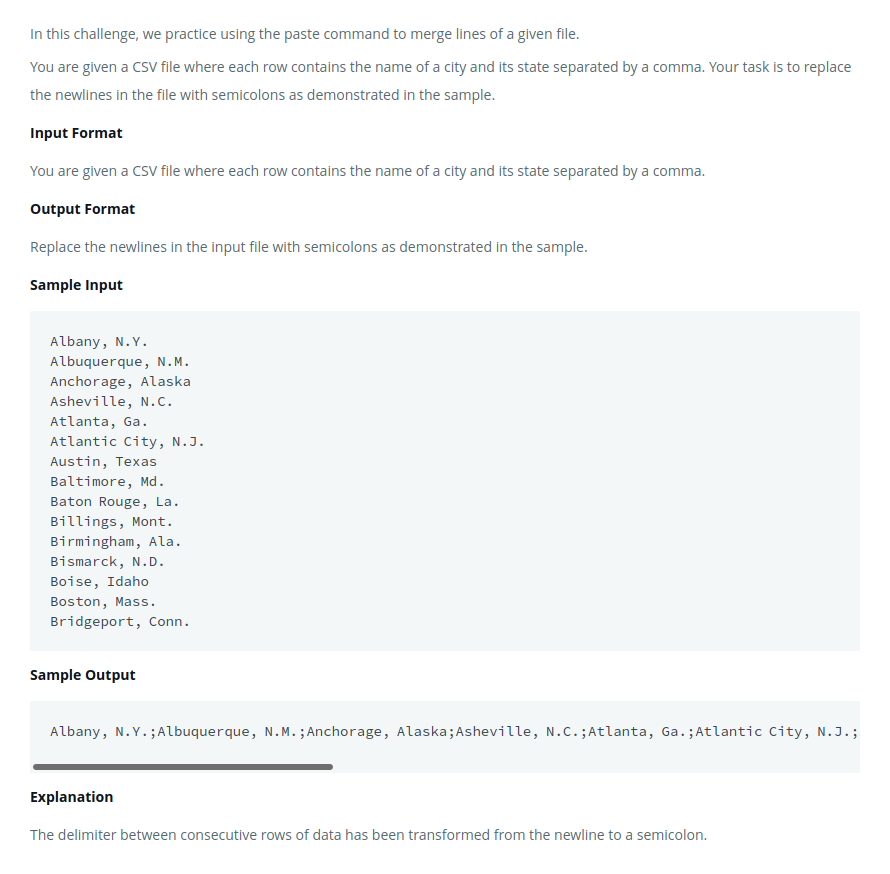 In this challenge, we practice using the paste command to merge lines of a given file.
You are given a CSV file where each row contains the name of a city and its state separated by a comma. Your task is to replace
the newlines in the file with semicolons as demonstrated in the sample.
Input Format
You are given a CSV file where each row contains the name of a city and its state separated by a comma.
Output Format
Replace the newlines in the input file with semicolons as demonstrated in the sample.
Sample Input
Albany, N.Y.
Albuquerque, N.M.
Anchorage, Alaska
Asheville, N.C.
Atlanta, Ga.
Atlantic City, N.J.
Austin, Texas
Baltimore, Md.
Baton Rouge, La.
Billings, Mont.
Birmingham, Ala.
Bismarck, N.D.
Boise, Idaho
Boston, Mass.
Bridgeport, Conn.
Sample Output
Albany, N.Y.;Albuquerque, N.M.;Anchorage, Alaska;Asheville, N.C.;Atlanta, Ga.;Atlantic City, N.J.;
Explanation
The delimiter between consecutive rows of data has been transformed from the newline to a semicolon.